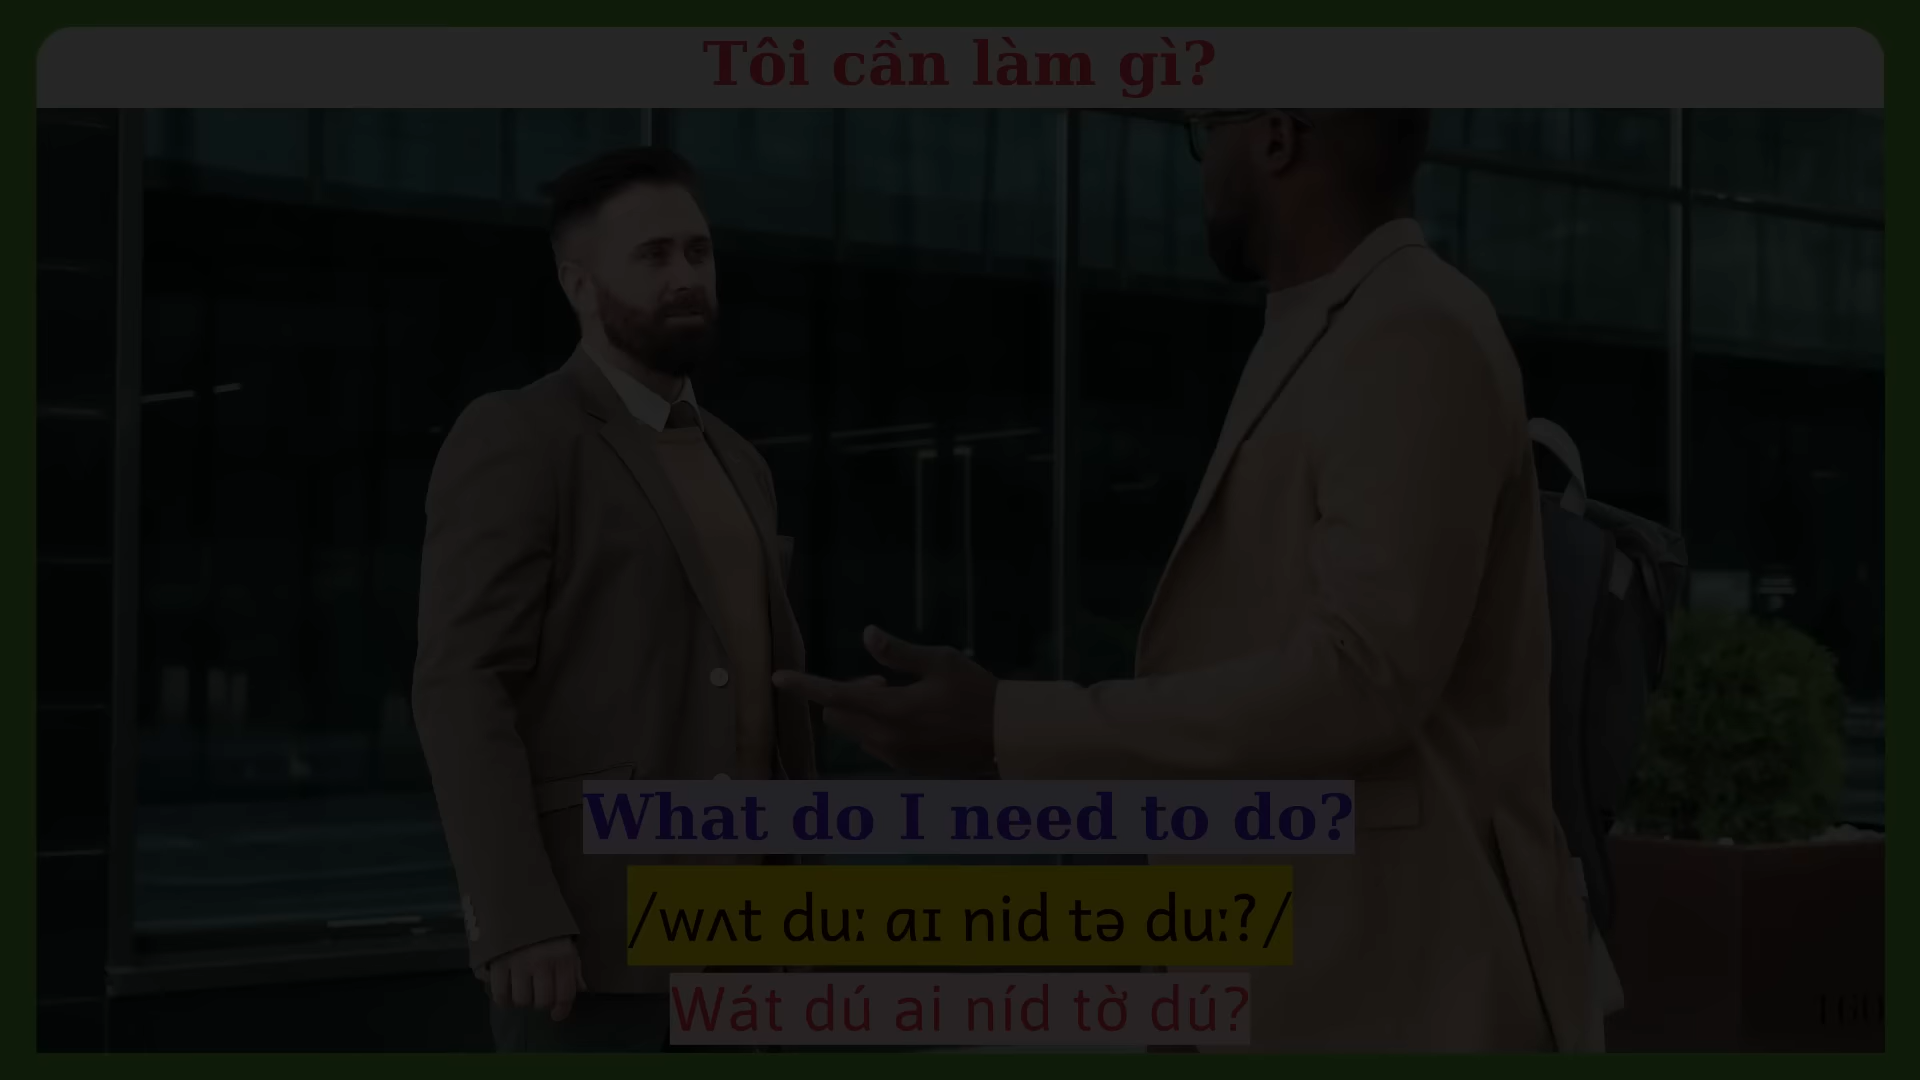 Tôi cần làm gì?
What do I need to do?
/wʌt duː aɪ nid tə duː?/
Wát dú ai níd tờ dú?